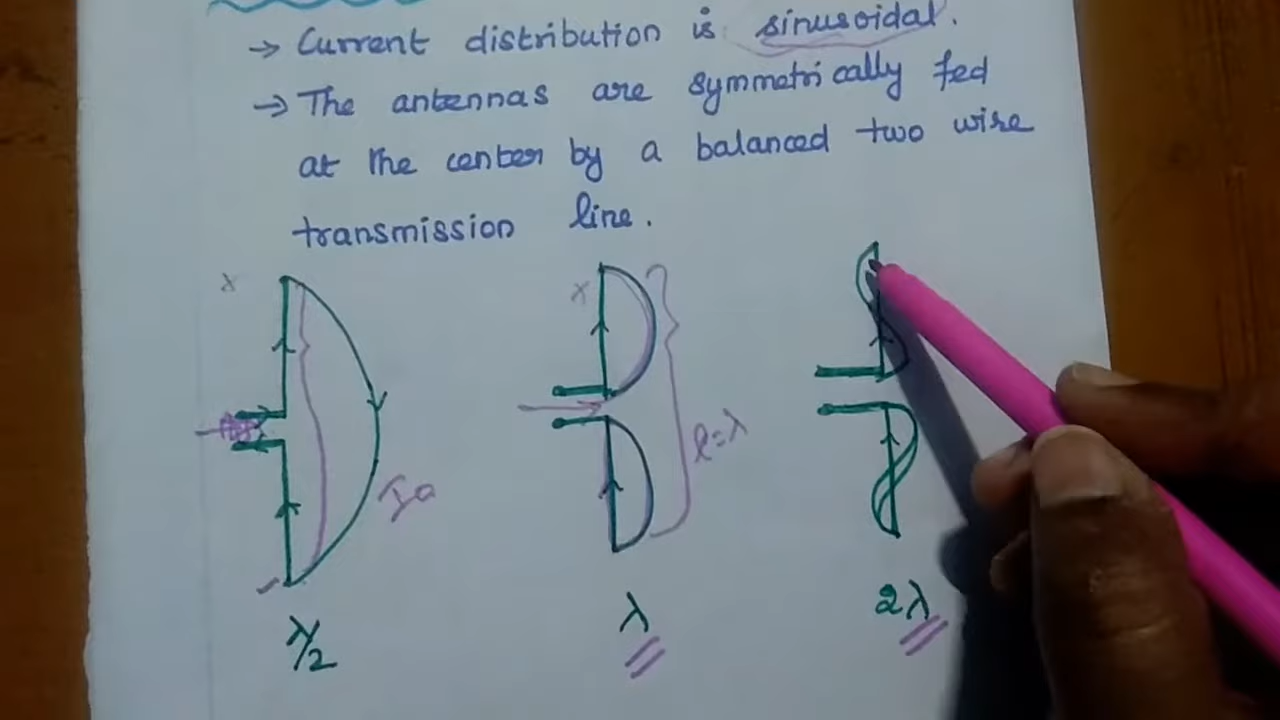 → Current distribution is sinusoidal.
→ The antennas are symmetrically fed
at the center by a balanced two wire
transmission line.
l=λ
λ/2
λ
2λ